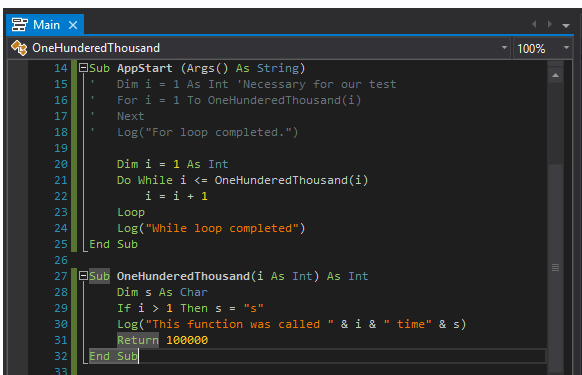 Main
OneHunderedThousand 100%
14 Sub AppStart (Args() As String)
15 '   Dim i = 1 As Int 'Necessary for our test
16 '   For i = 1 To OneHunderedThousand(i)
17 '   Next
18 '   Log("For loop completed.")
19
20     Dim i = 1 As Int
21     Do While i <= OneHunderedThousand(i)
22         i = i + 1
23     Loop
24     Log("While loop completed")
25 End Sub
26
27 Sub OneHunderedThousand(i As Int) As Int
28     Dim s As Char
29     If i > 1 Then s = "s"
30     Log("This function was called " & i & " time" & s)
31     Return 100000
32 End Sub
33